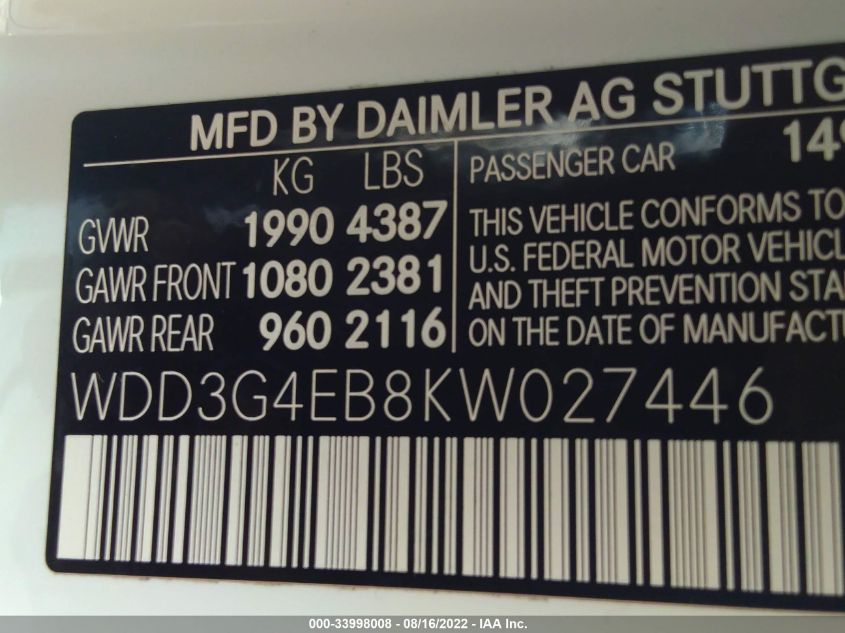 MFD BY DAIMLER AG STUTTG
KG LBS
GVWR 1990 4387
GAWR FRONT 1080 2381
GAWR REAR 960 2116
PASSENGER CAR 149
THIS VEHICLE CONFORMS TO
U.S. FEDERAL MOTOR VEHICL
AND THEFT PREVENTION STA
ON THE DATE OF MANUFACT
WDD3G4EB8KW027446
000-33998008 - 08/16/2022 - IAA Inc.